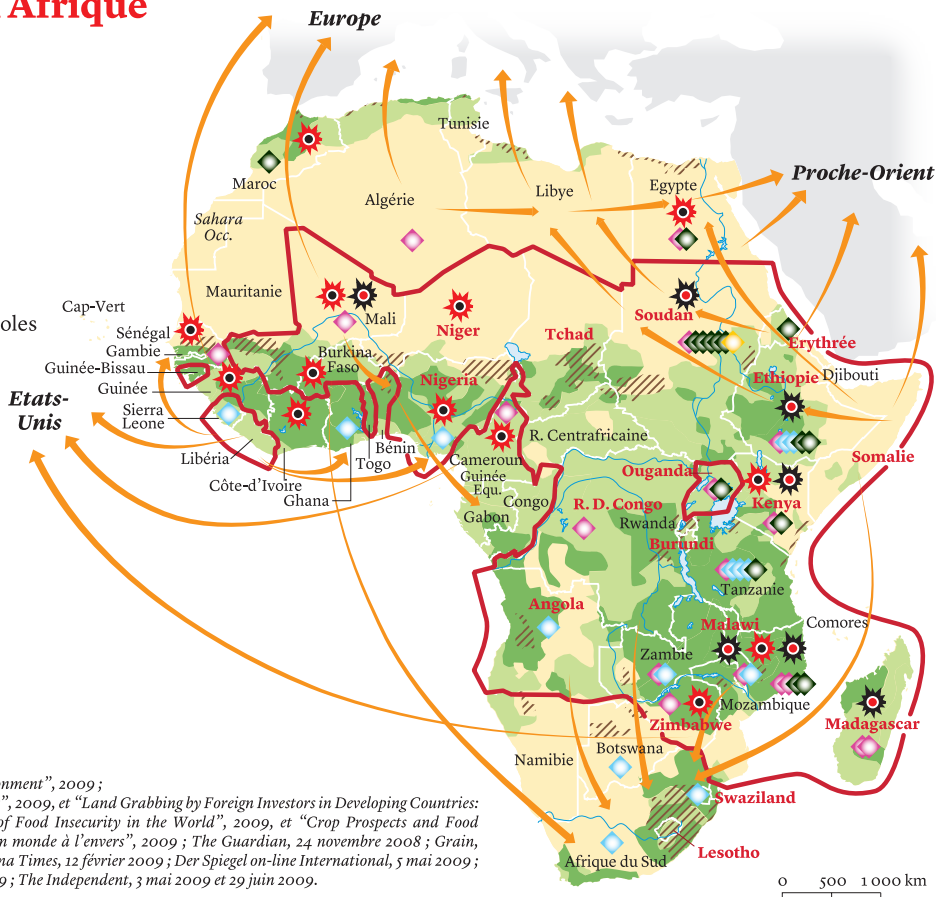 Afrique
Europe
Proche-Orient
Tunisie
Maroc
Algérie
Libye
Egypte
Sahara
Occ.
Mauritanie
Cap-Vert
oles
Mali
Niger
Tchad
Soudan
Erythrée
Sénégal
Gambie
Guinée-Bissau
Guinée
Burkina
Faso
Nigeria
Ethiopie
Djibouti
Etats-
Unis
Sierra
Leone
Libéria
Côte-d’Ivoire
Ghana
Togo
Bénin
Cameroun
R. Centrafricaine
Somalie
Guinée
Equ.
Congo
Gabon
Ouganda
R. D. Congo
Kenya
Rwanda
Burundi
Tanzanie
Angola
Malawi
Comores
Zambie
Mozambique
Zimbabwe
Madagascar
Namibie
Botswana
Swaziland
Lesotho
Afrique du Sud
onment”, 2009 ;
”, 2009, et “Land Grabbing by Foreign Investors in Developing Countries:
of Food Insecurity in the World”, 2009, et “Crop Prospects and Food
n monde à l’envers”, 2009 ; The Guardian, 24 novembre 2008 ; Grain,
na Times, 12 février 2009 ; Der Spiegel on-line International, 5 mai 2009 ;
9 ; The Independent, 3 mai 2009 et 29 juin 2009.
0 500 1 000 km